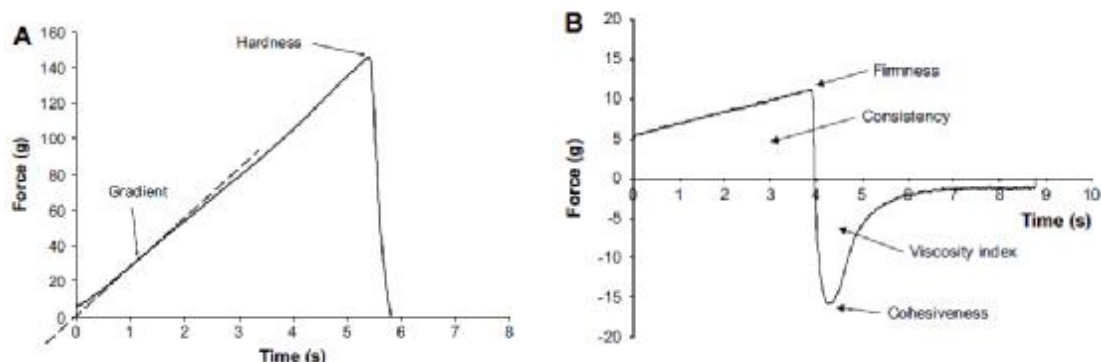 A
Force (g)
160
140
120
100
80
60
40
20
0
Hardness
Gradient
0 1 2 3 4 5 6 7 8
Time (s)
B
Force (g)
20
15
10
5
0
-5
-10
-15
-20
Firmness
Consistency
0 1 2 3 4 5 6 7 8 9 10
Time (s)
Viscosity index
Cohesiveness